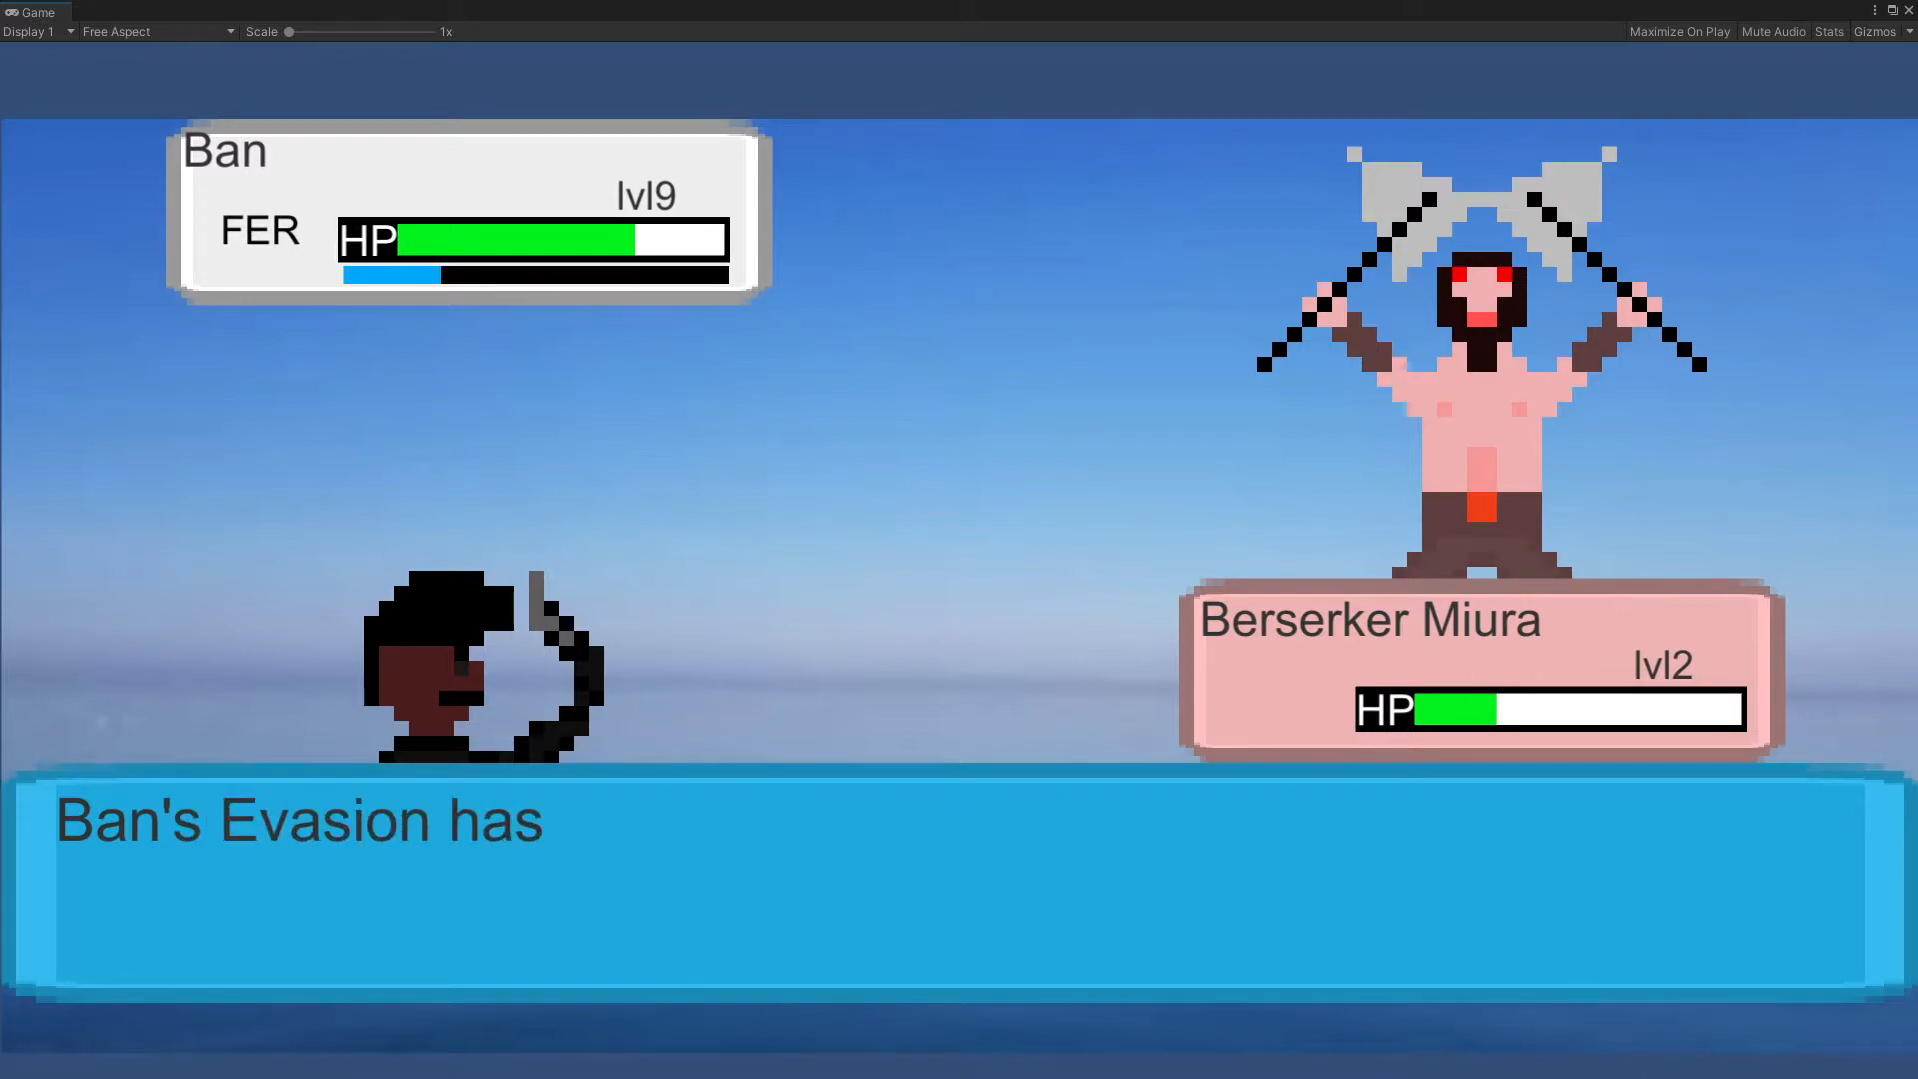 Game
Display 1 Free Aspect Scale 1x Maximize On Play Mute Audio Stats Gizmos
Ban
lvl9
FER HP
Berserker Miura
lvl2
HP
Ban's Evasion has